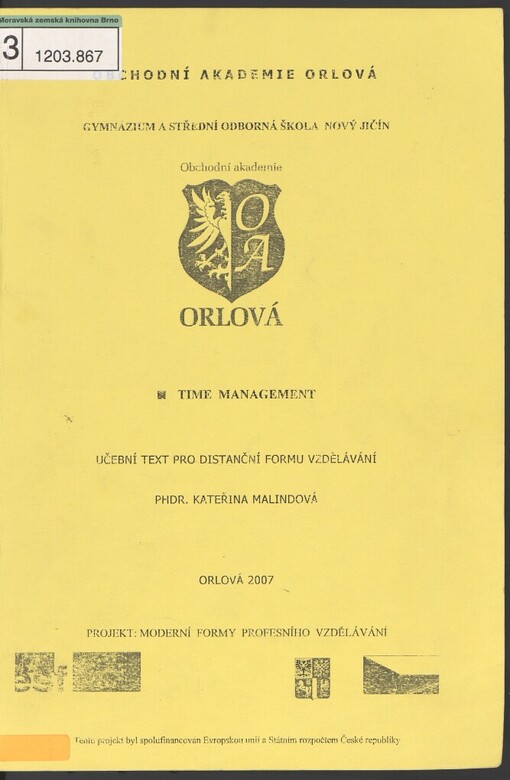 Moravská zemská knihovna Brno
3 1203.867
OBCHODNÍ AKADEMIE ORLOVÁ
GYMNÁZIUM A STŘEDNÍ ODBORNÁ ŠKOLA NOVÝ JIČÍN
Obchodní akademie
O
A
ORLOVÁ
TIME MANAGEMENT
UČEBNÍ TEXT PRO DISTANČNÍ FORMU VZDĚLÁVÁNÍ
PHDR. KATEŘINA MALINDOVÁ
ORLOVÁ 2007
PROJEKT: MODERNÍ FORMY PROFESNÍHO VZDĚLÁVÁNÍ
esf
Tento projekt byl spolufinancován Evropskou unií a Státním rozpočtem České republiky